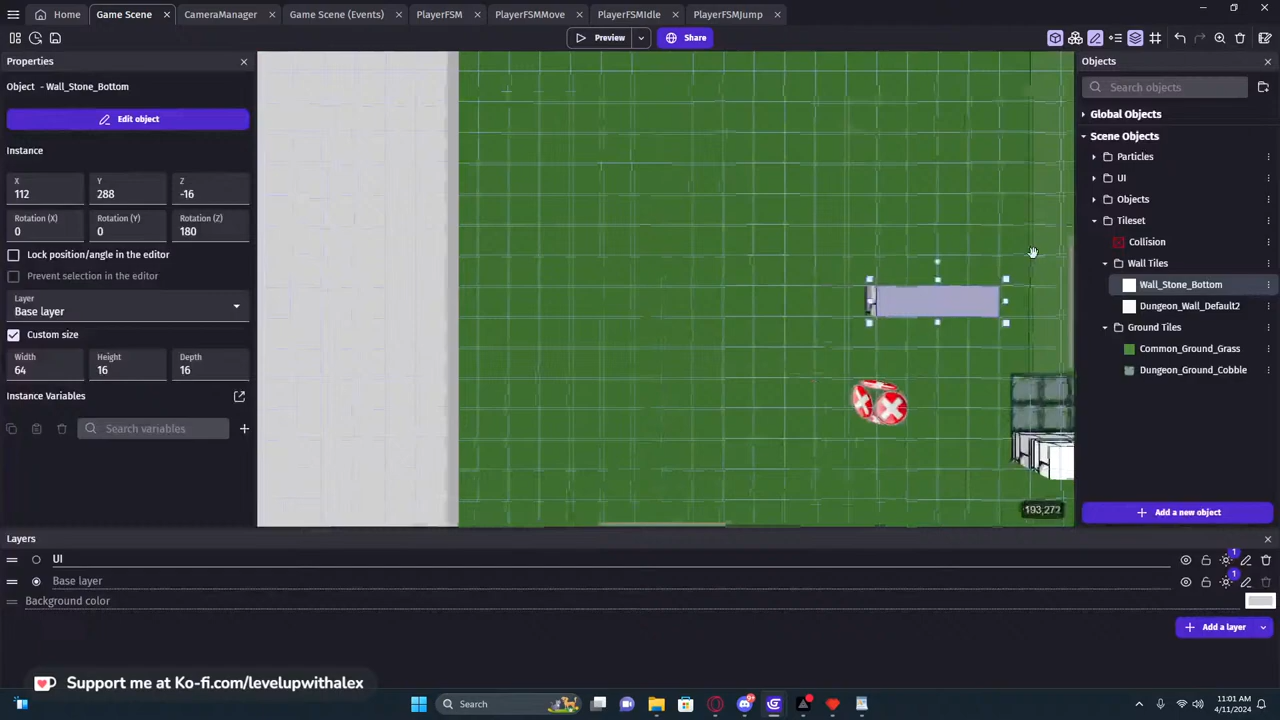 Home
Game Scene
CameraManager
Game Scene (Events)
PlayerFSM
PlayerFSMMove
PlayerFSMIdle
PlayerFSMJump
Preview
Share
Properties
Object - Wall_Stone_Bottom
Edit object
Instance
X
112
Y
288
Z
-16
Rotation (X)
0
Rotation (Y)
0
Rotation (Z)
180
Lock position/angle in the editor
Prevent selection in the editor
Layer
Base layer
Custom size
Width
64
Height
16
Depth
16
Instance Variables
Search variables
193,272
Objects
Search objects
Global Objects
Scene Objects
Particles
UI
Objects
Tileset
Collision
Wall Tiles
Wall_Stone_Bottom
Dungeon_Wall_Default2
Ground Tiles
Common_Ground_Grass
Dungeon_Ground_Cobble
Add a new object
Layers
UI
1
Base layer
1
Background color
Add a layer
Support me at Ko-fi.com/levelupwithalex
Search
11:01 AM
4/11/2024